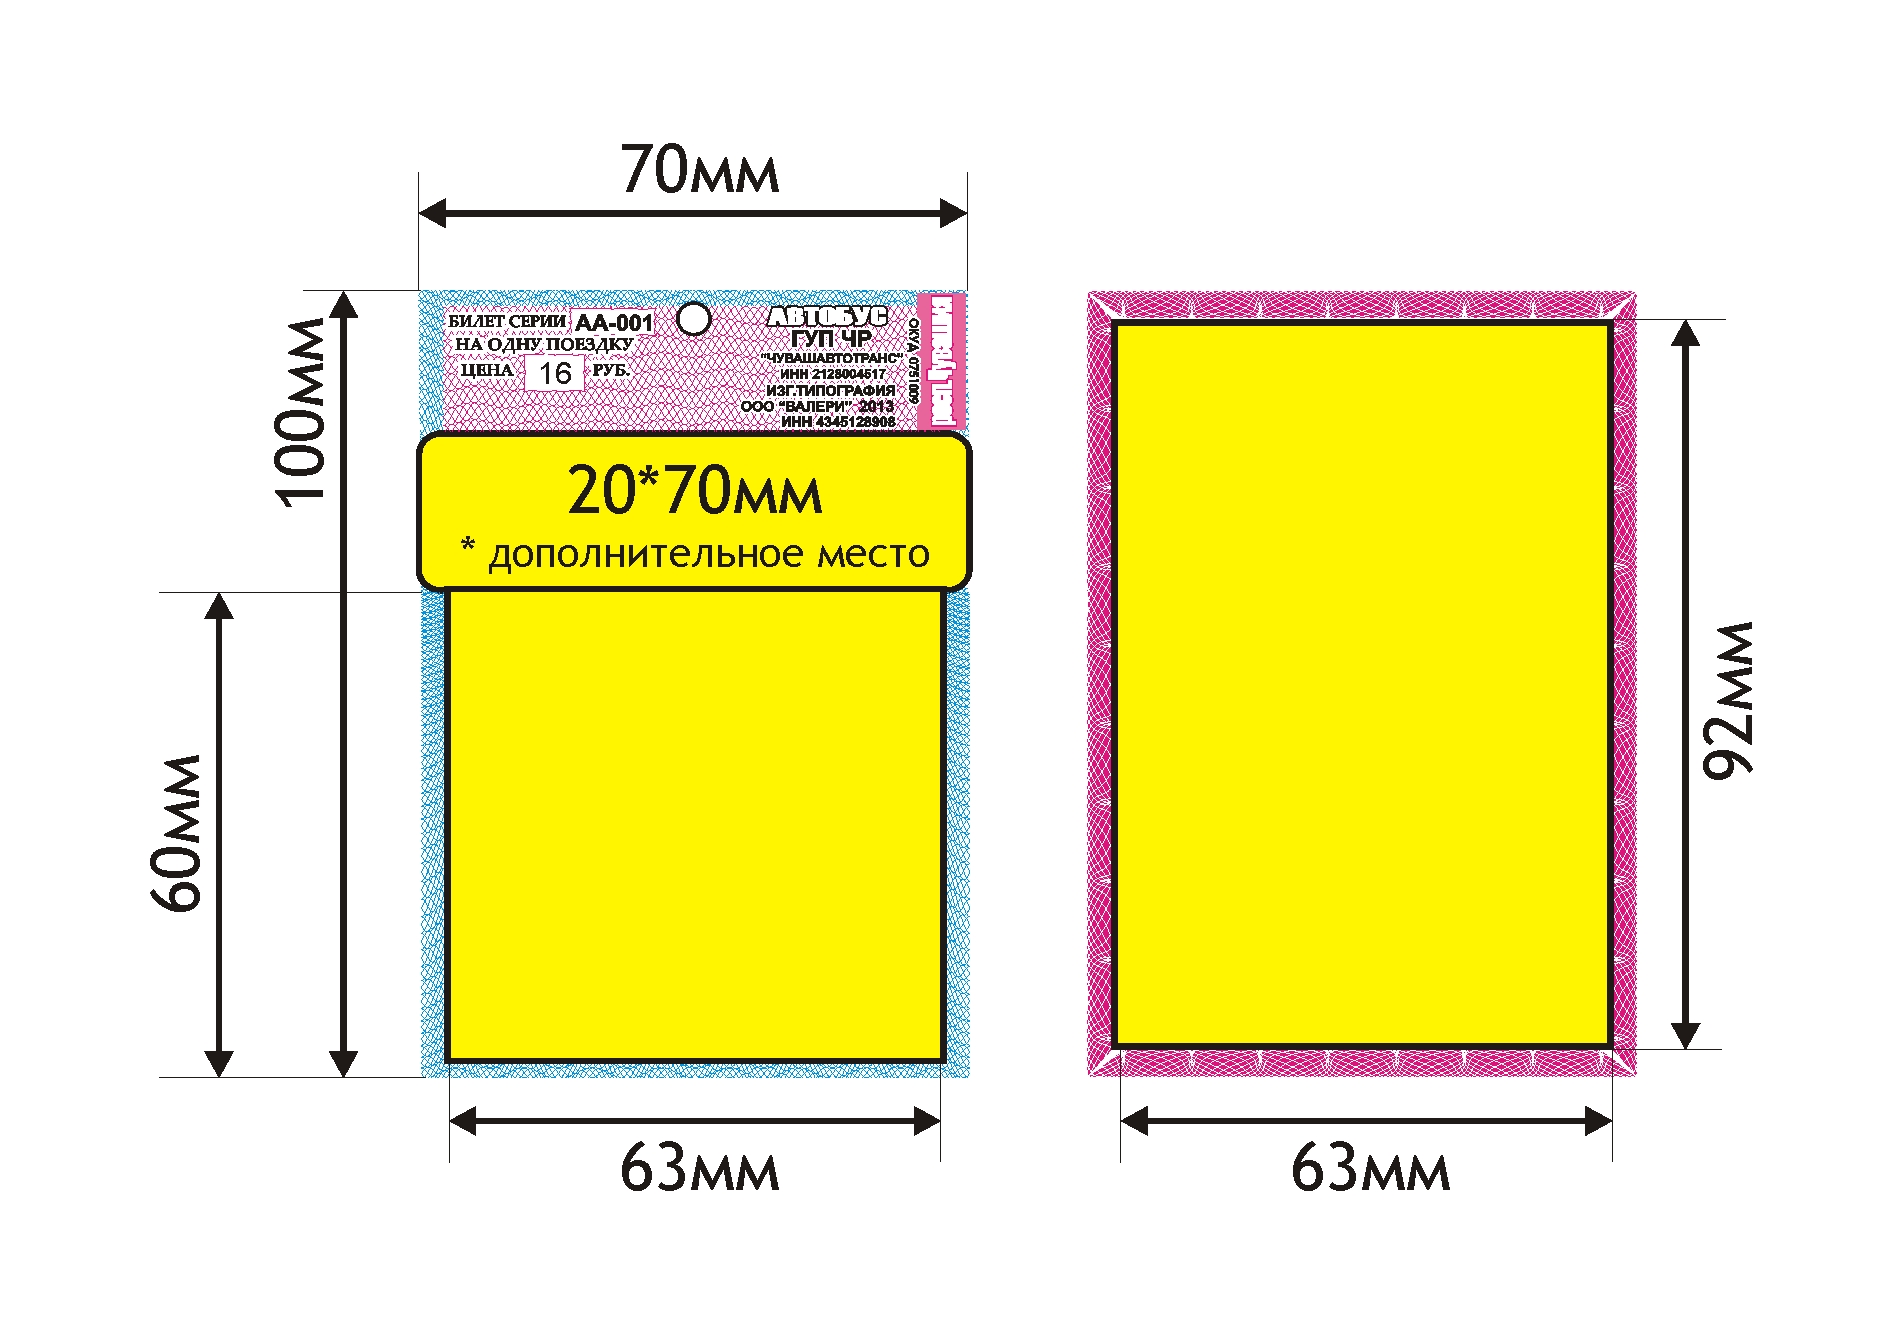 70мм
100мм
БИЛЕТ СЕРИИ АА-001
НА ОДНУ ПОЕЗДКУ
ЦЕНА 16 РУБ.
АВТОБУС
ГУП ЧР
"ЧУВАШАВТОТРАНС"
ИНН 2128004517
ИЗГ.ТИПОГРАФИЯ
ООО "ВАЛЕРИ" 2013
ИНН 4345128908
ОКУД 0751009
20*70мм
* дополнительное место
60мм
63мм
92мм
63мм